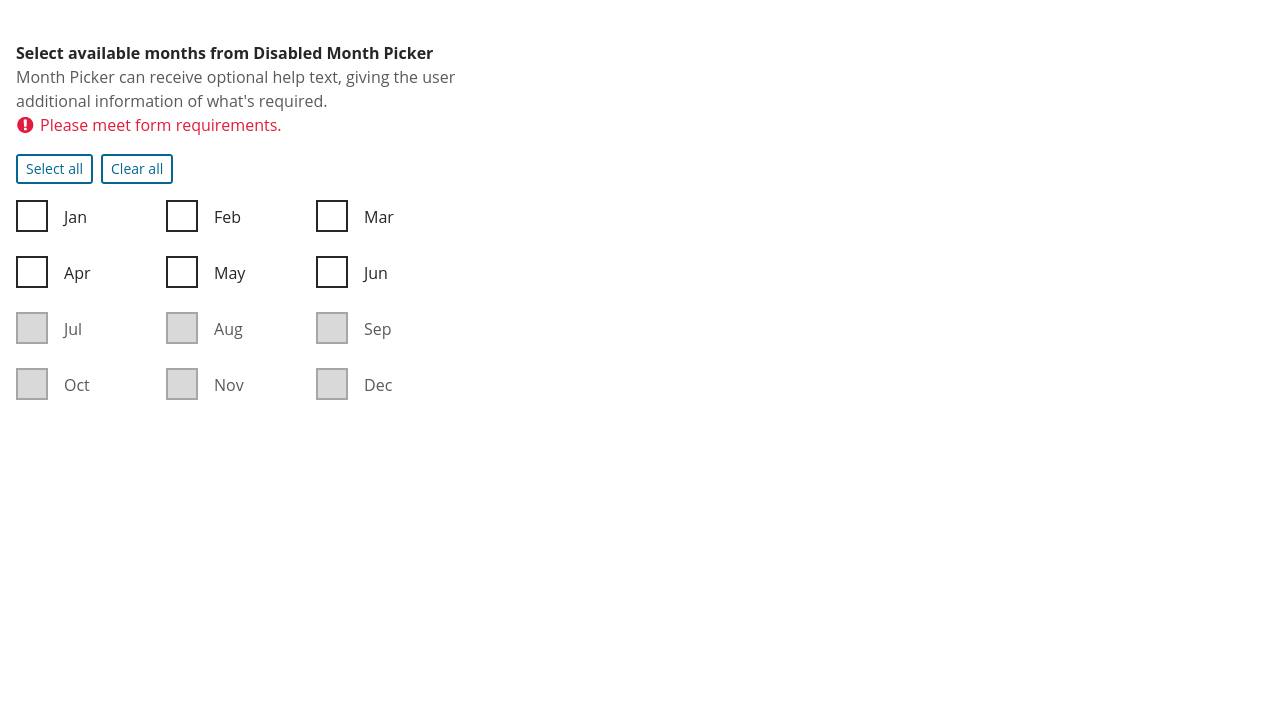 Select available months from Disabled Month Picker
Month Picker can receive optional help text, giving the user
additional information of what's required.
Please meet form requirements.
Select all Clear all
Jan Feb Mar
Apr May Jun
Jul Aug Sep
Oct Nov Dec